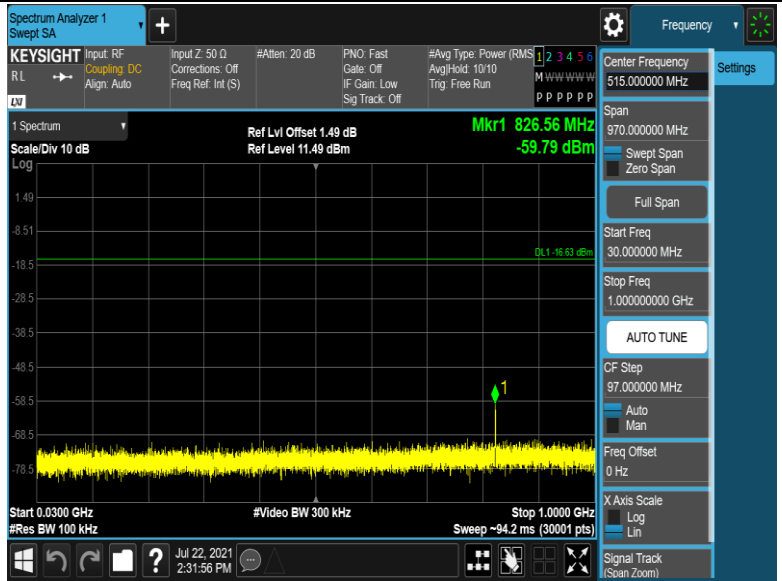 Spectrum Analyzer 1
Swept SA
+
Frequency
KEYSIGHT
RL
LXI
Input: RF
Coupling: DC
Align: Auto
Input Z: 50 Ω
Corrections: Off
Freq Ref: Int (S)
#Atten: 20 dB
PNO: Fast
Gate: Off
IF Gain: Low
Sig Track: Off
#Avg Type: Power (RMS
Avg|Hold: 10/10
Trig: Free Run
1 2 3 4 5 6
M W W W W W
P P P P P P
Center Frequency
515.000000 MHz
Settings
Span
970.000000 MHz
Swept Span
Zero Span
Full Span
Start Freq
30.000000 MHz
Stop Freq
1.000000000 GHz
AUTO TUNE
CF Step
97.000000 MHz
Auto
Man
Freq Offset
0 Hz
X Axis Scale
Log
Lin
Signal Track
(Span Zoom)
1 Spectrum
Scale/Div 10 dB
Log
Ref Lvl Offset 1.49 dB
Ref Level 11.49 dBm
Mkr1 826.56 MHz
-59.79 dBm
1.49
-8.51
DL1 -16.63 dBm
-18.5
-28.5
-38.5
-48.5
1
-58.5
-68.5
-78.5
Start 0.0300 GHz
#Video BW 300 kHz
Stop 1.0000 GHz
#Res BW 100 kHz
Sweep ~94.2 ms (30001 pts)
?
Jul 22, 2021
2:31:56 PM